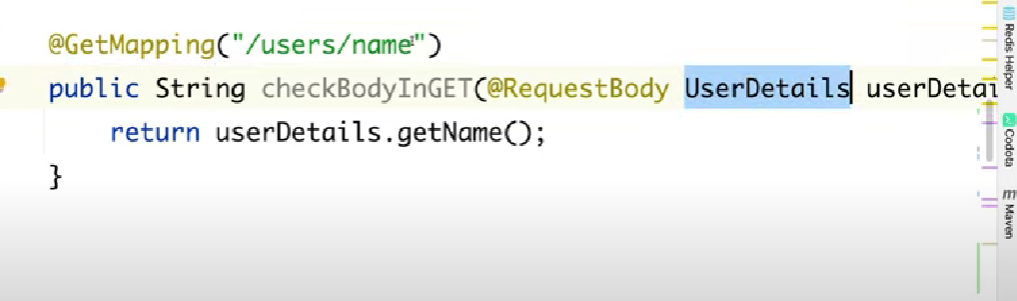 @GetMapping("/users/name")
public String checkBodyInGET(@RequestBody UserDetails userDetai
return userDetails.getName();
}
Redis Helper
Codota
m Maven